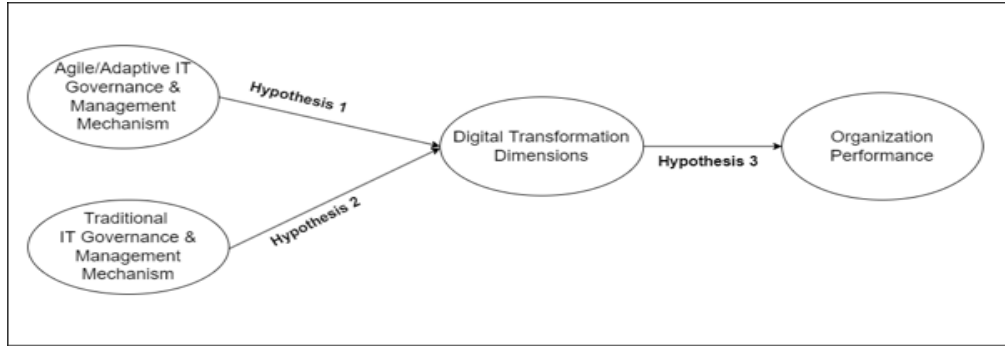 Agile/Adaptive IT
Governance &
Management
Mechanism
Hypothesis 1
Traditional
IT Governance &
Management
Mechanism
Hypothesis 2
Digital Transformation
Dimensions
Hypothesis 3
Organization
Performance